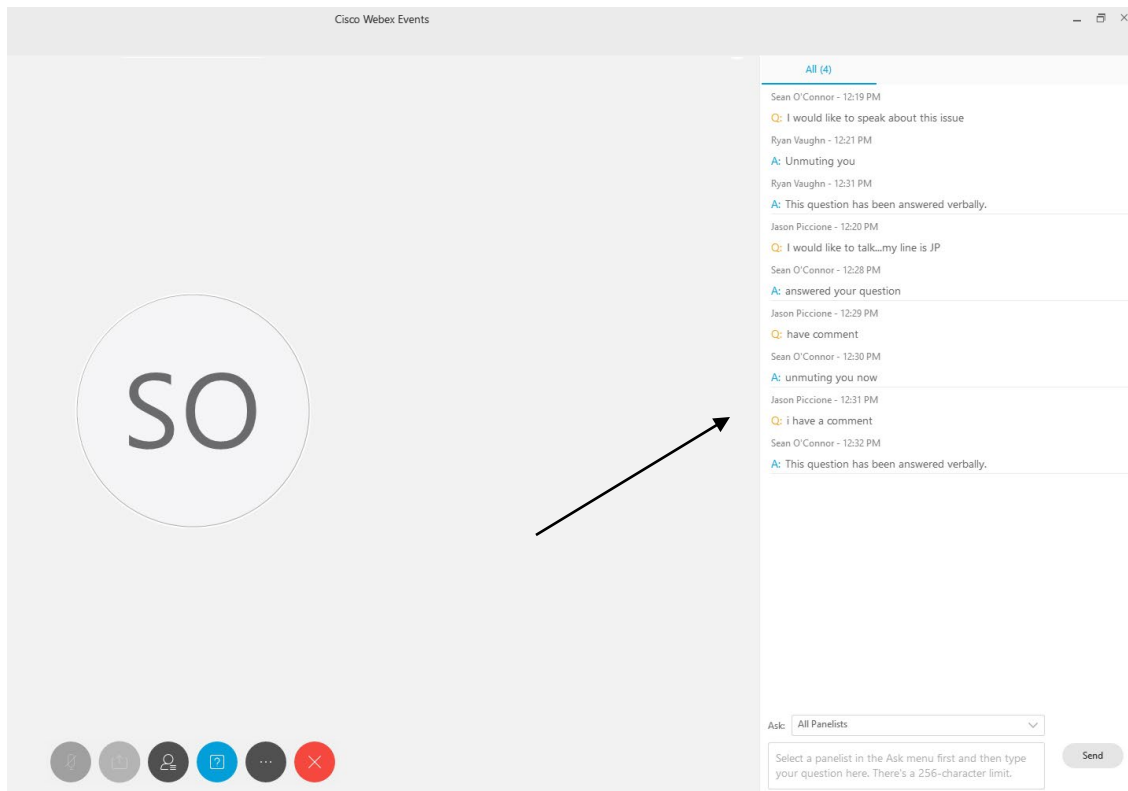 Cisco Webex Events
All (4)
Sean O'Connor - 12:19 PM
Q: I would like to speak about this issue
Ryan Vaughn - 12:21 PM
A: Unmuting you
Ryan Vaughn - 12:31 PM
A: This question has been answered verbally.
Jason Piccione - 12:20 PM
Q: I would like to talk...my line is JP
Sean O'Connor - 12:28 PM
A: answered your question
Jason Piccione - 12:29 PM
Q: have comment
Sean O'Connor - 12:30 PM
A: unmuting you now
Jason Piccione - 12:31 PM
Q: i have a comment
Sean O'Connor - 12:32 PM
A: This question has been answered verbally.
SO
Ask: All Panelists
Select a panelist in the Ask menu first and then type
your question here. There's a 256-character limit.
Send